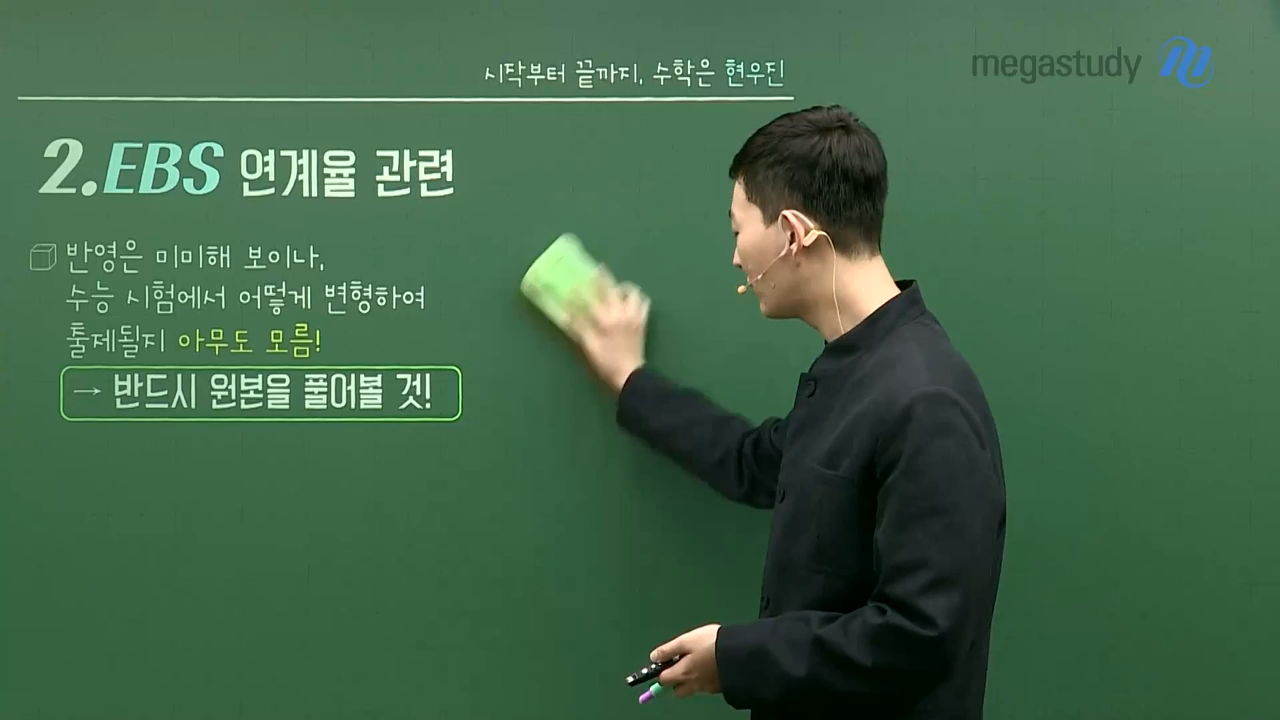 시작부터 끝까지, 수학은 현우진
megastudy
2.EBS 연계율 관련
반영은 미미해 보이나,
수능 시험에서 어떻게 변형하여
출제될지 아무도 모름!
→ 반드시 원본을 풀어볼 것!